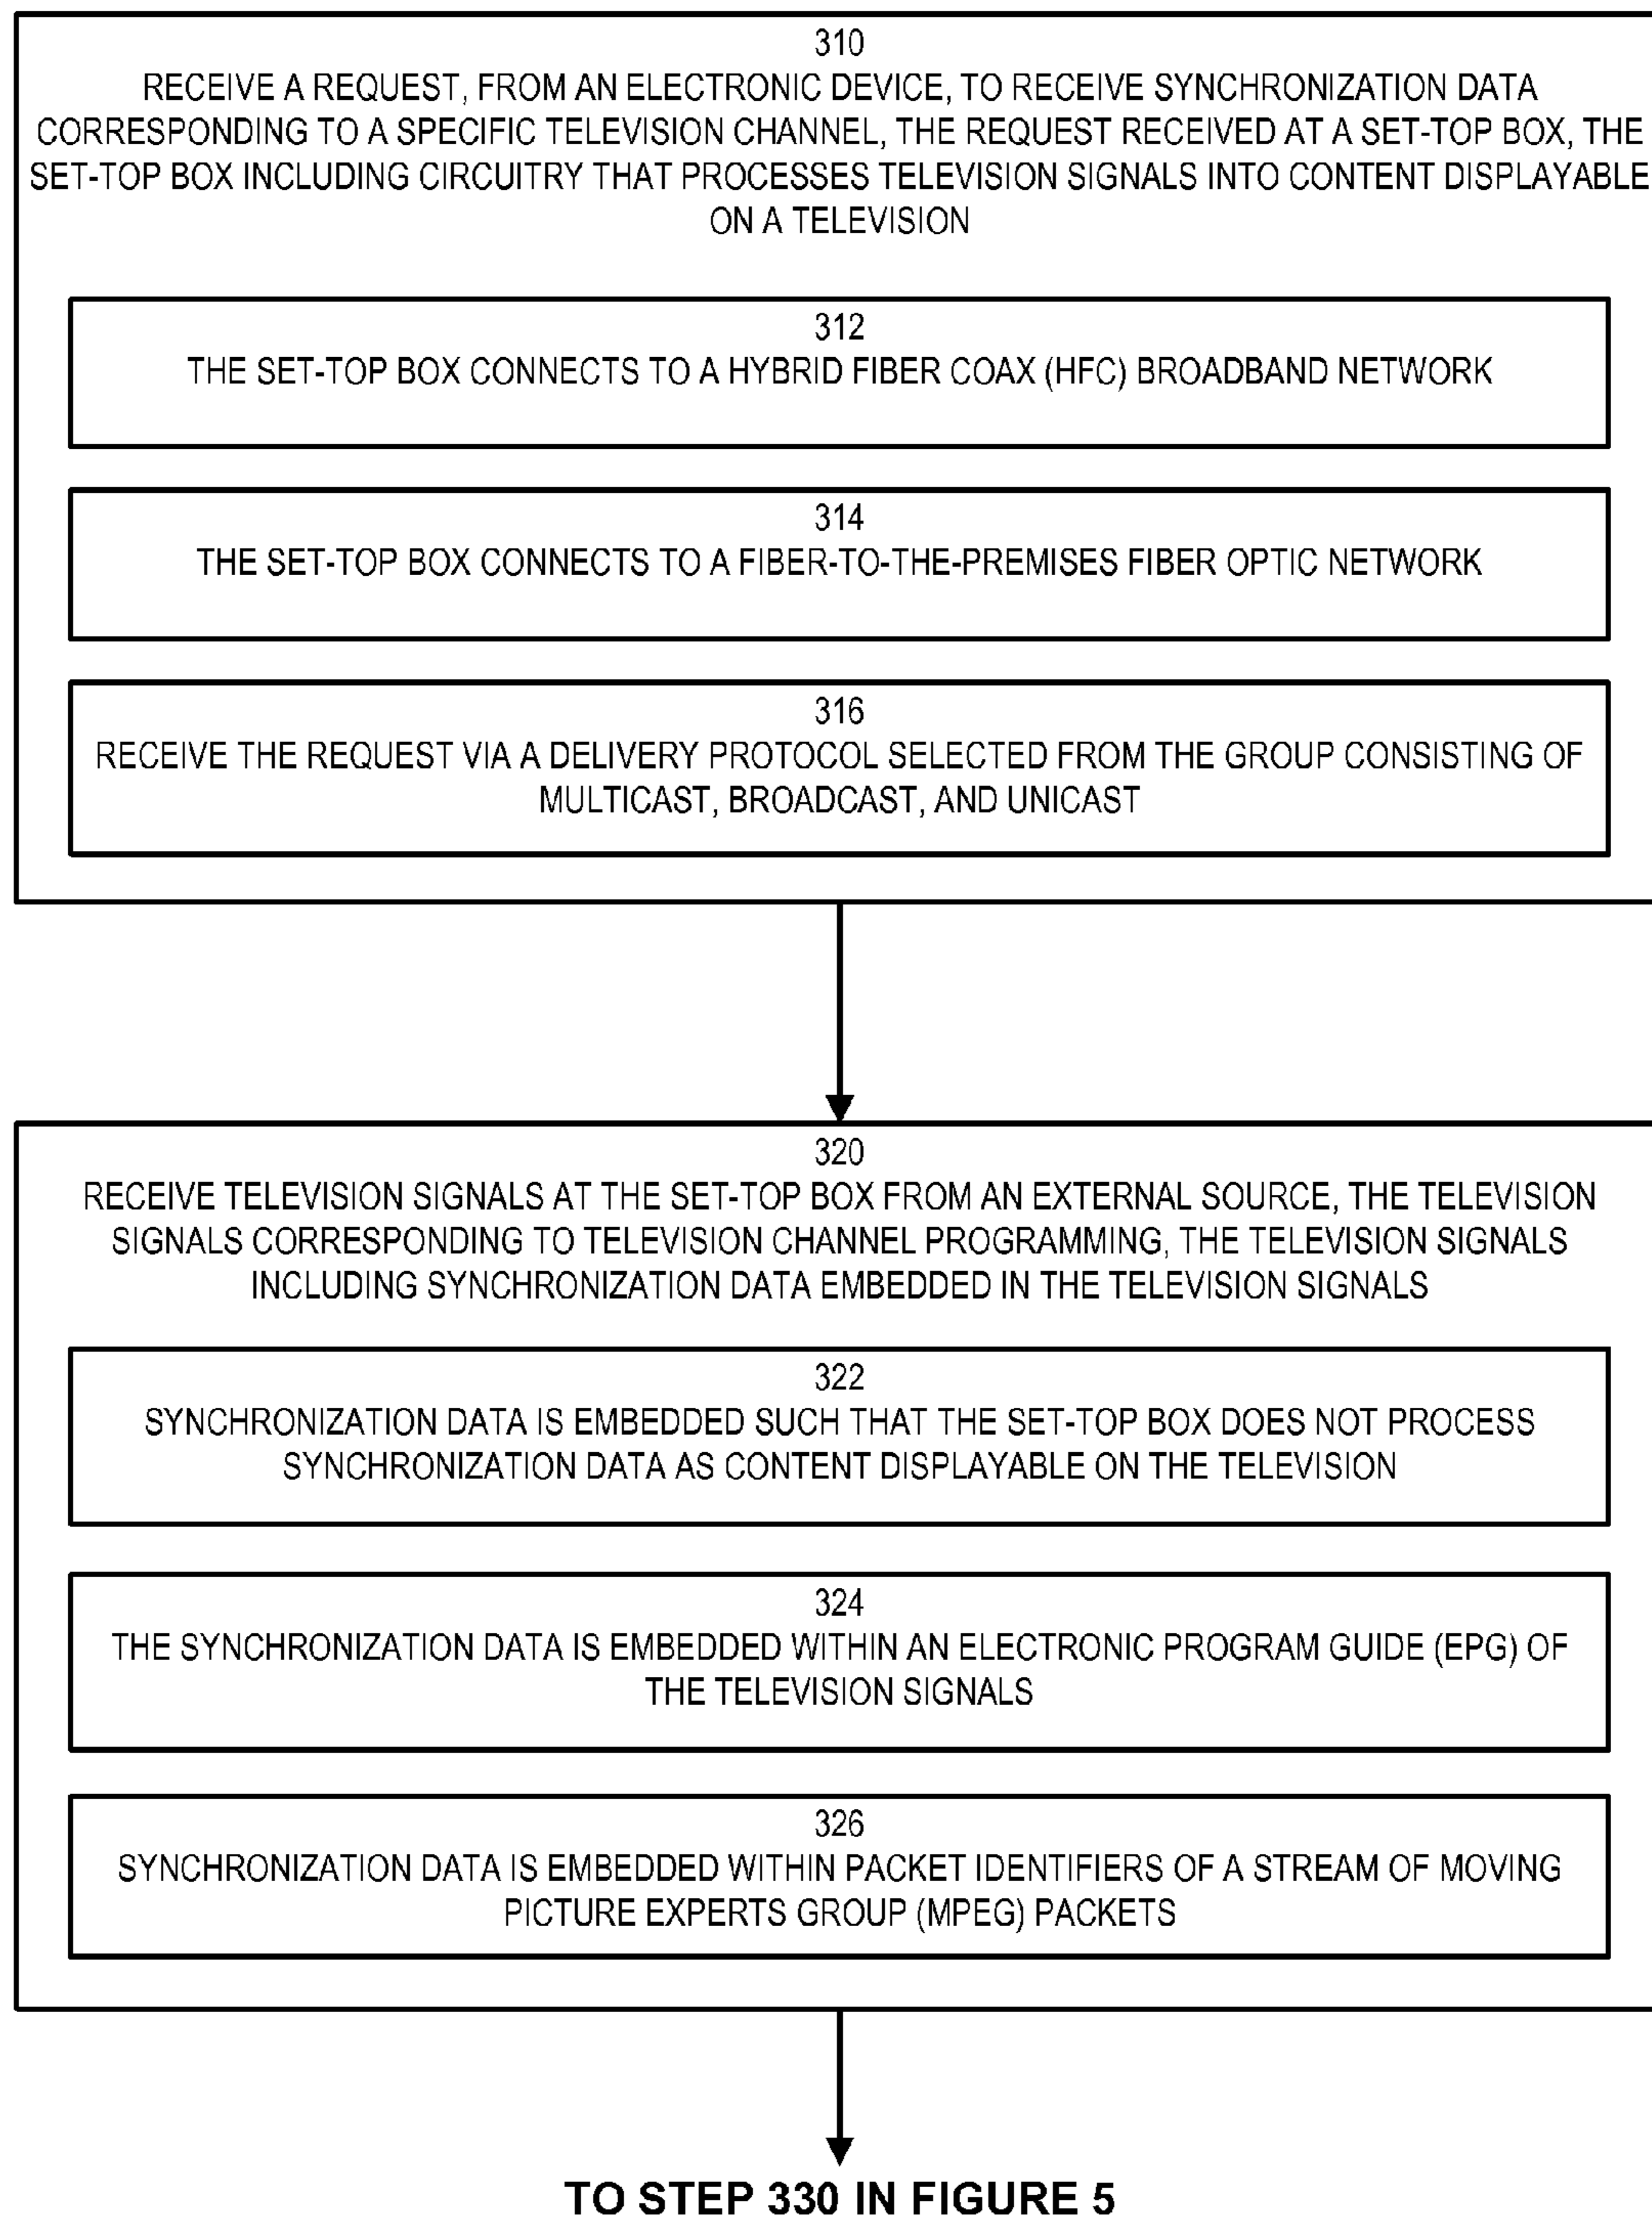 310
RECEIVE A REQUEST, FROM AN ELECTRONIC DEVICE, TO RECEIVE SYNCHRONIZATION DATA
CORRESPONDING TO A SPECIFIC TELEVISION CHANNEL, THE REQUEST RECEIVED AT A SET-TOP BOX, THE
SET-TOP BOX INCLUDING CIRCUITRY THAT PROCESSES TELEVISION SIGNALS INTO CONTENT DISPLAYABLE
ON A TELEVISION
312
THE SET-TOP BOX CONNECTS TO A HYBRID FIBER COAX (HFC) BROADBAND NETWORK
314
THE SET-TOP BOX CONNECTS TO A FIBER-TO-THE-PREMISES FIBER OPTIC NETWORK
316
RECEIVE THE REQUEST VIA A DELIVERY PROTOCOL SELECTED FROM THE GROUP CONSISTING OF
MULTICAST, BROADCAST, AND UNICAST
320
RECEIVE TELEVISION SIGNALS AT THE SET-TOP BOX FROM AN EXTERNAL SOURCE, THE TELEVISION
SIGNALS CORRESPONDING TO TELEVISION CHANNEL PROGRAMMING, THE TELEVISION SIGNALS
INCLUDING SYNCHRONIZATION DATA EMBEDDED IN THE TELEVISION SIGNALS
322
SYNCHRONIZATION DATA IS EMBEDDED SUCH THAT THE SET-TOP BOX DOES NOT PROCESS
SYNCHRONIZATION DATA AS CONTENT DISPLAYABLE ON THE TELEVISION
324
THE SYNCHRONIZATION DATA IS EMBEDDED WITHIN AN ELECTRONIC PROGRAM GUIDE (EPG) OF
THE TELEVISION SIGNALS
326
SYNCHRONIZATION DATA IS EMBEDDED WITHIN PACKET IDENTIFIERS OF A STREAM OF MOVING
PICTURE EXPERTS GROUP (MPEG) PACKETS
TO STEP 330 IN FIGURE 5